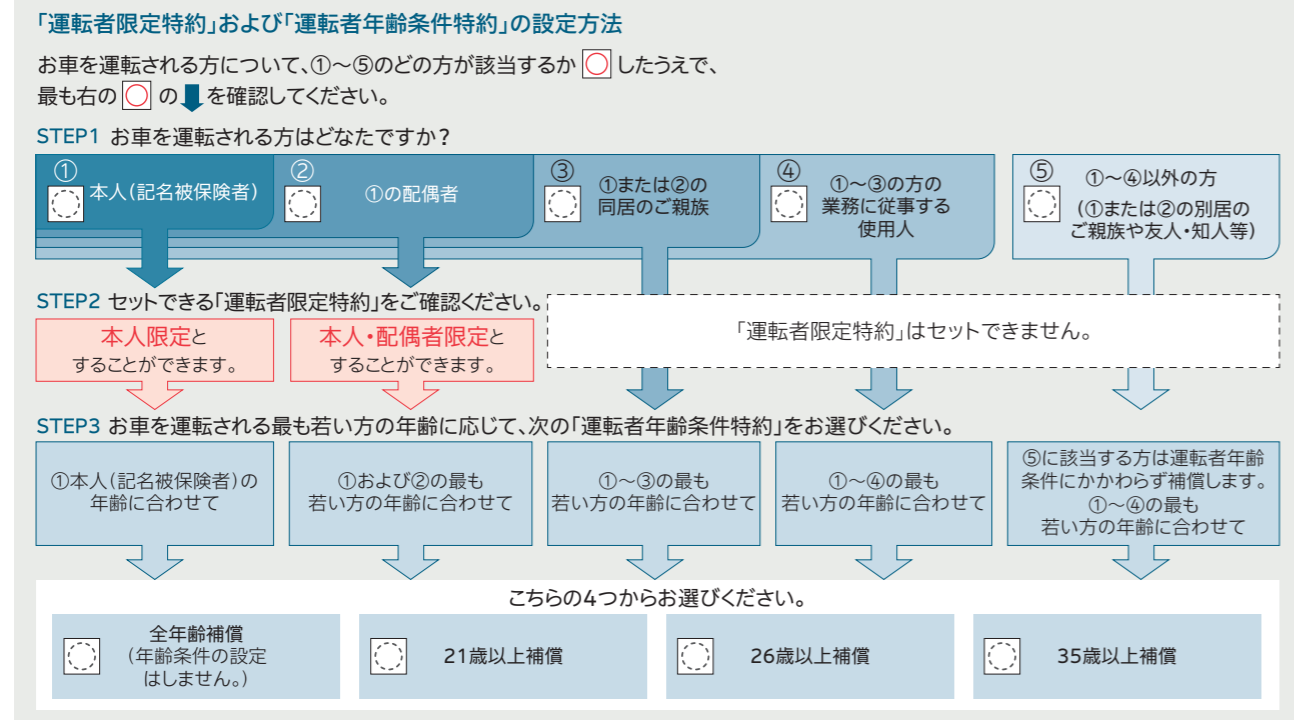 「運転者限定特約」および「運転者年齢条件特約」の設定方法
お車を運転される方について、①～⑤のどの方が該当するか○したうえで、
最も右の○の⬇を確認してください。
STEP1 お車を運転される方はどなたですか？
①
本人(記名被保険者)
②
①の配偶者
③
①または②の
同居のご親族
④
①～③の方の
業務に従事する
使用人
⑤
①～④以外の方
(①または②の別居の
ご親族や友人・知人等)
STEP2 セットできる「運転者限定特約」をご確認ください。
本人限定と
することができます。
本人・配偶者限定と
することができます。
「運転者限定特約」はセットできません。
STEP3 お車を運転される最も若い方の年齢に応じて、次の「運転者年齢条件特約」をお選びください。
①本人(記名被保険者)の
年齢に合わせて
①および②の最も
若い方の年齢に合わせて
①～③の最も
若い方の年齢に合わせて
①～④の最も
若い方の年齢に合わせて
⑤に該当する方は運転者年齢
条件にかかわらず補償します。
①～④の最も
若い方の年齢に合わせて
こちらの4つからお選びください。
全年齢補償
(年齢条件の設定
はしません。)
21歳以上補償
26歳以上補償
35歳以上補償